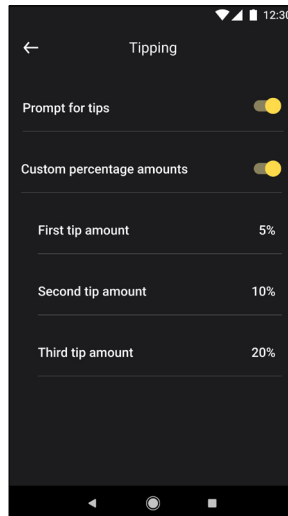 12:30
Tipping
Prompt for tips
Custom percentage amounts
First tip amount 5%
Second tip amount 10%
Third tip amount 20%